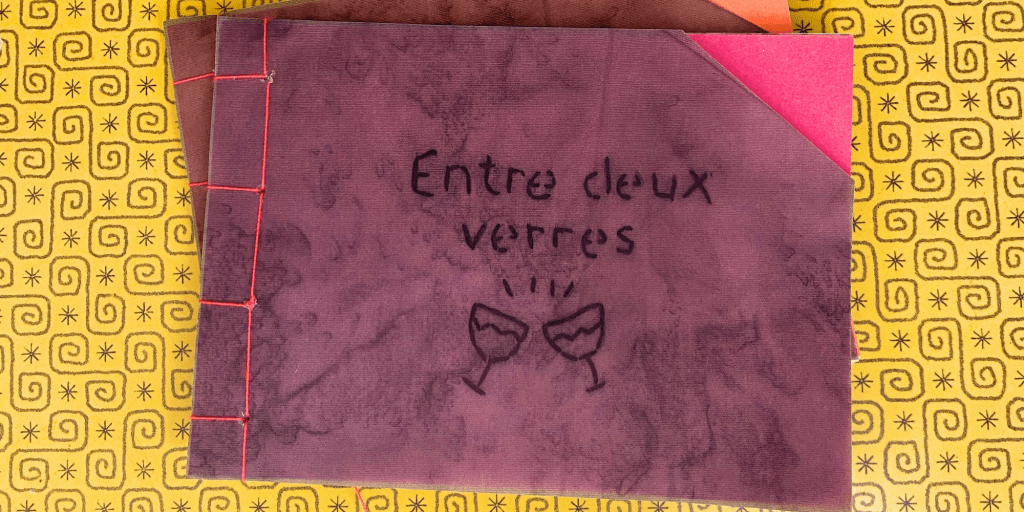 Entre deux
verres